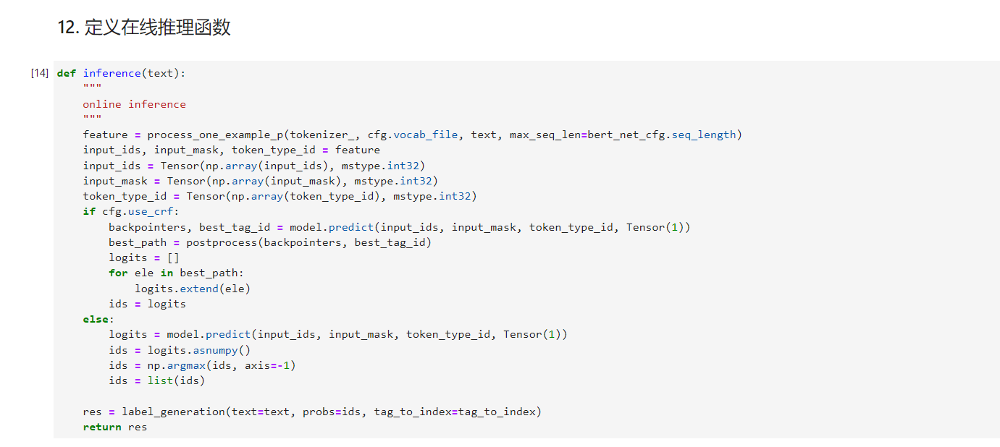 12. 定义在线推理函数
[14] def inference(text):
    """
    online inference
    """
    feature = process_one_example_p(tokenizer_, cfg.vocab_file, text, max_seq_len=bert_net_cfg.seq_length)
    input_ids, input_mask, token_type_id = feature
    input_ids = Tensor(np.array(input_ids), mstype.int32)
    input_mask = Tensor(np.array(input_mask), mstype.int32)
    token_type_id = Tensor(np.array(token_type_id), mstype.int32)
    if cfg.use_crf:
        backpointers, best_tag_id = model.predict(input_ids, input_mask, token_type_id, Tensor(1))
        best_path = postprocess(backpointers, best_tag_id)
        logits = []
        for ele in best_path:
            logits.extend(ele)
        ids = logits
    else:
        logits = model.predict(input_ids, input_mask, token_type_id, Tensor(1))
        ids = logits.asnumpy()
        ids = np.argmax(ids, axis=-1)
        ids = list(ids)
    res = label_generation(text=text, probs=ids, tag_to_index=tag_to_index)
    return res